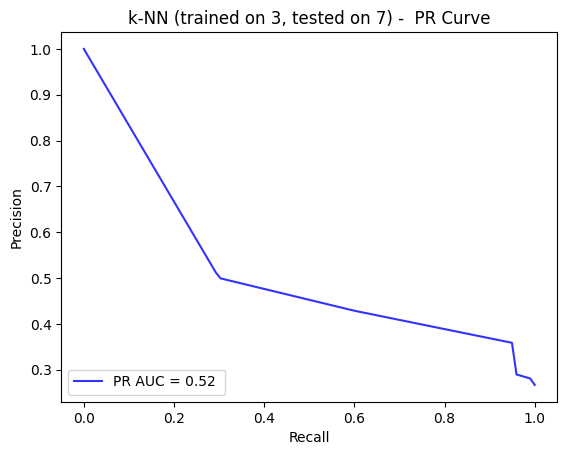 k-NN (trained on 3, tested on 7) -  PR Curve
1.0
0.9
0.8
0.7
0.6
0.5
0.4
0.3
Precision
PR AUC = 0.52
0.0 0.2 0.4 0.6 0.8 1.0
Recall